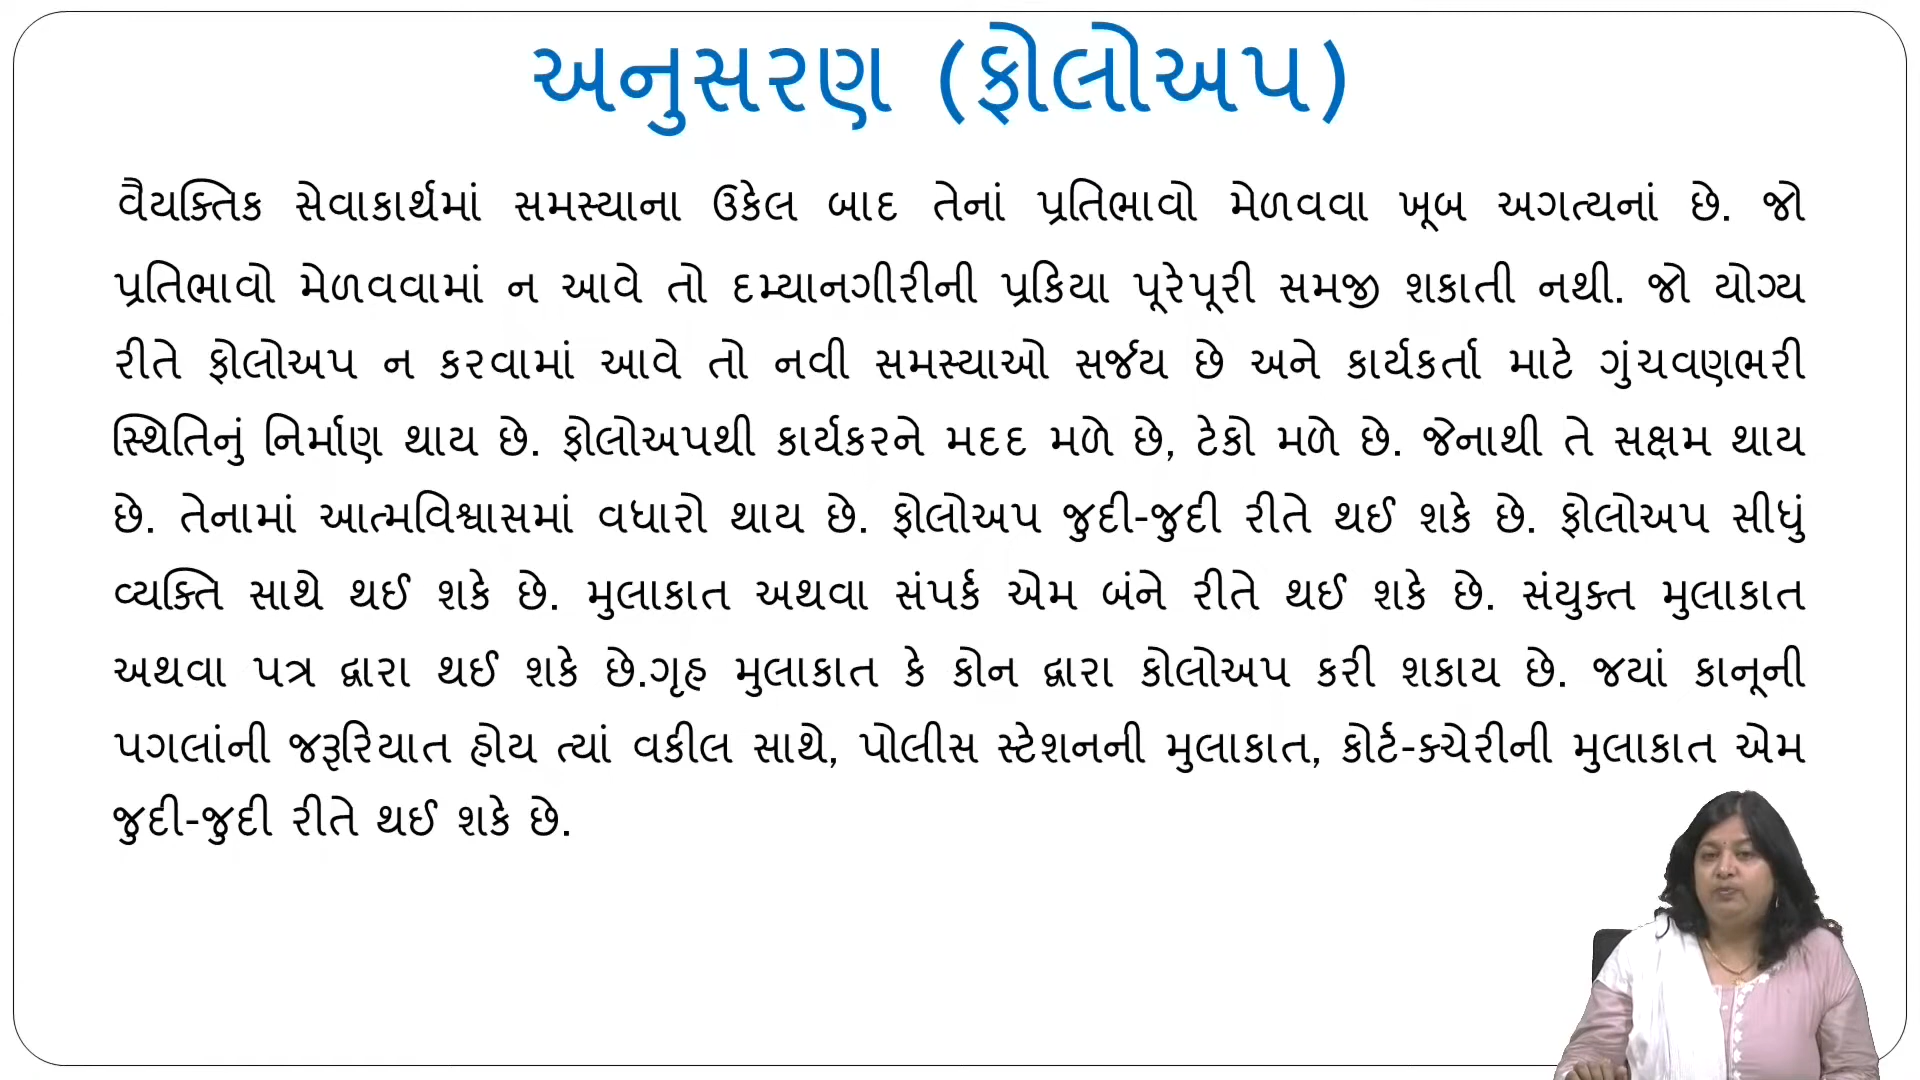 અનુસરણ (ફોલોઅપ)
વૈયક્તિક સેવાકાર્થમાં સમસ્યાના ઉકેલ બાદ તેનાં પ્રતિભાવો મેળવવા ખૂબ અગત્યનાં છે. જો
પ્રતિભાવો મેળવવામાં ન આવે તો દમ્યાનગીરીની પ્રકિયા પૂરેપૂરી સમજી શકાતી નથી. જો યોગ્ય
રીતે ફોલોઅપ ન કરવામાં આવે તો નવી સમસ્યાઓ સર્જય છે અને કાર્યકર્તા માટે ગુંચવણભરી
સ્થિતિનું નિર્માણ થાય છે. ફોલોઅપથી કાર્યકરને મદદ મળે છે, ટેકો મળે છે. જેનાથી તે સક્ષમ થાય
છે. તેનામાં આત્મવિશ્વાસમાં વધારો થાય છે. ફોલોઅપ જુદી-જુદી રીતે થઈ શકે છે. ફોલોઅપ સીધું
વ્યક્તિ સાથે થઈ શકે છે. મુલાકાત અથવા સંપર્ક એમ બંને રીતે થઈ શકે છે. સંયુક્ત મુલાકાત
અથવા પત્ર દ્વારા થઈ શકે છે.ગૃહ મુલાકાત કે કોન દ્વારા કોલોઅપ કરી શકાય છે. જયાં કાનૂની
પગલાંની જરૂરિયાત હોય ત્યાં વકીલ સાથે, પોલીસ સ્ટેશનની મુલાકાત, કોર્ટ-ક્ચેરીની મુલાકાત એમ
જુદી-જુદી રીતે થઈ શકે છે.